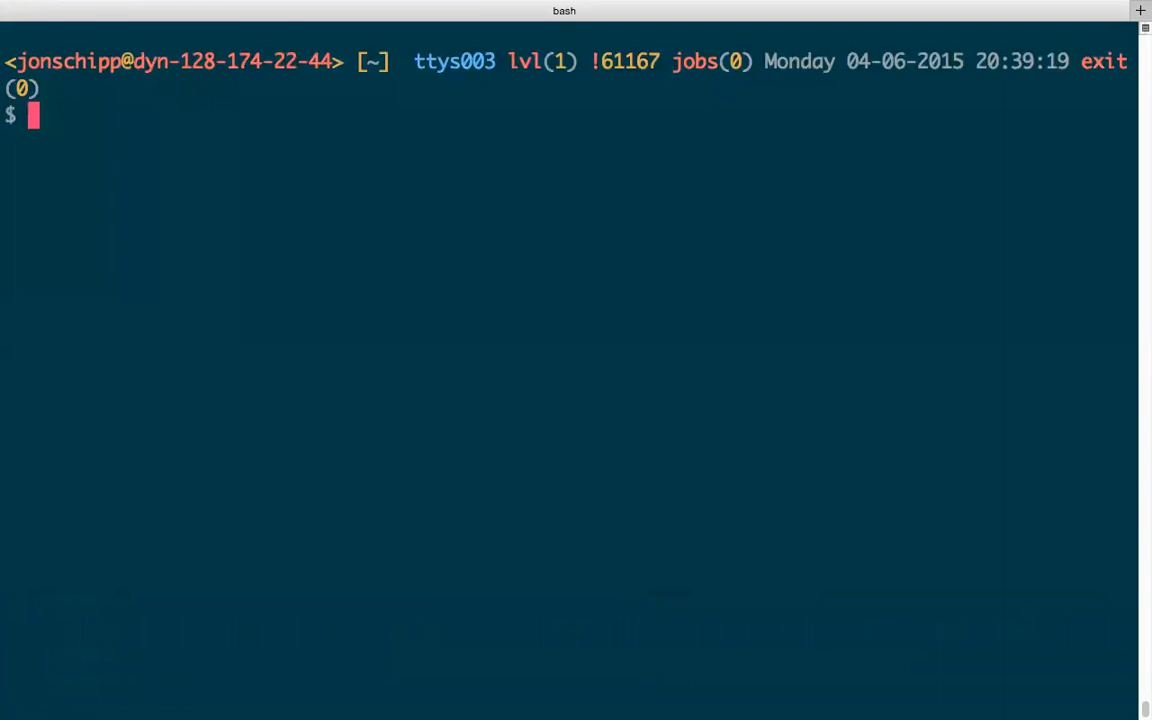 bash
+
<jonschipp@dyn-128-174-22-44> [~]  ttys003 lvl(1) !61167 jobs(0) Monday 04-06-2015 20:39:19 exit
(0)
$